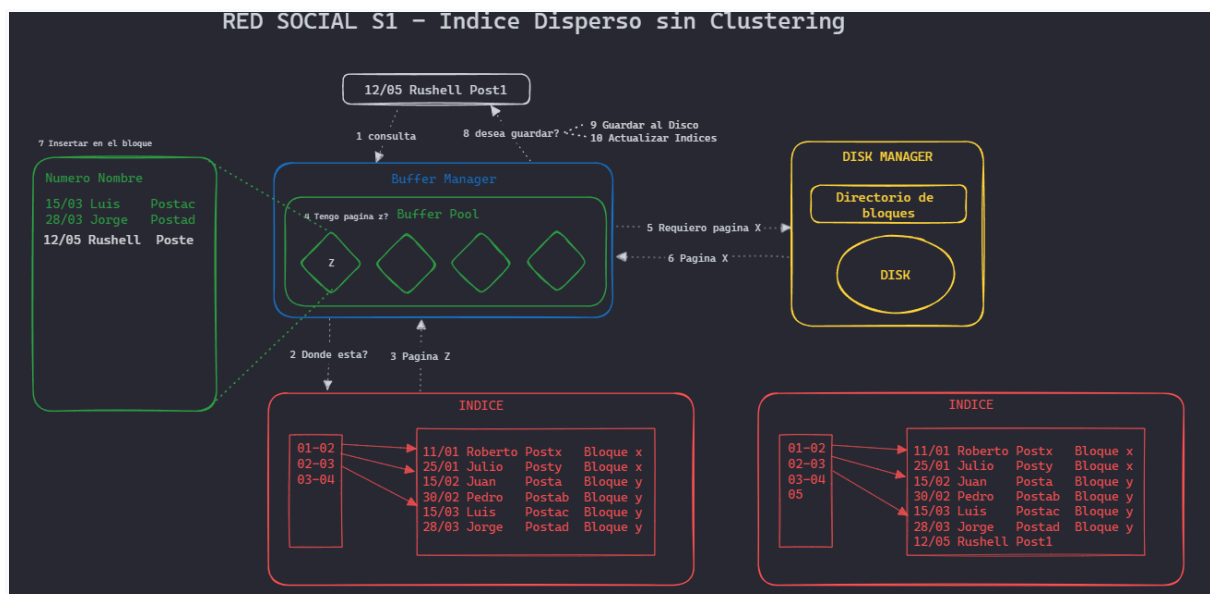 RED SOCIAL S1 - Indice Disperso sin Clustering
12/05 Rushell Post1
1 consulta
8 desea guardar?
9 Guardar al Disco
10 Actualizar Indices
7 Insertar en el bloque
Numero Nombre
15/03 Luis Postac
28/03 Jorge Postad
12/05 Rushell Poste
Buffer Manager
4 Tengo pagina z?
Buffer Pool
Z
5 Requiero pagina X
6 Pagina X
DISK MANAGER
Directorio de
bloques
DISK
2 Donde esta?
3 Pagina Z
INDICE
01-02
02-03
03-04
11/01 Roberto Postx Bloque x
25/01 Julio Posty Bloque x
15/02 Juan Posta Bloque y
30/02 Pedro Postab Bloque y
15/03 Luis Postac Bloque y
28/03 Jorge Postad Bloque y
INDICE
01-02
02-03
03-04
05
11/01 Roberto Postx Bloque x
25/01 Julio Posty Bloque x
15/02 Juan Posta Bloque y
30/02 Pedro Postab Bloque y
15/03 Luis Postac Bloque y
28/03 Jorge Postad Bloque y
12/05 Rushell Post1